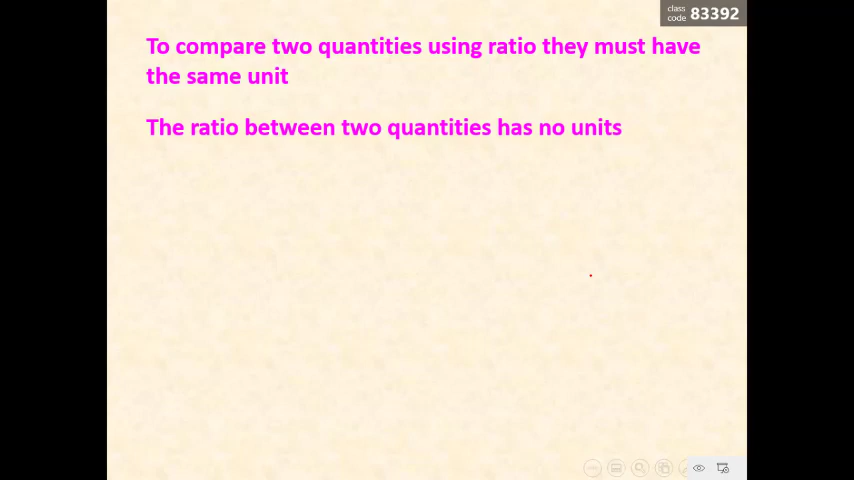 class
code 83392
To compare two quantities using ratio they must have
the same unit
The ratio between two quantities has no units